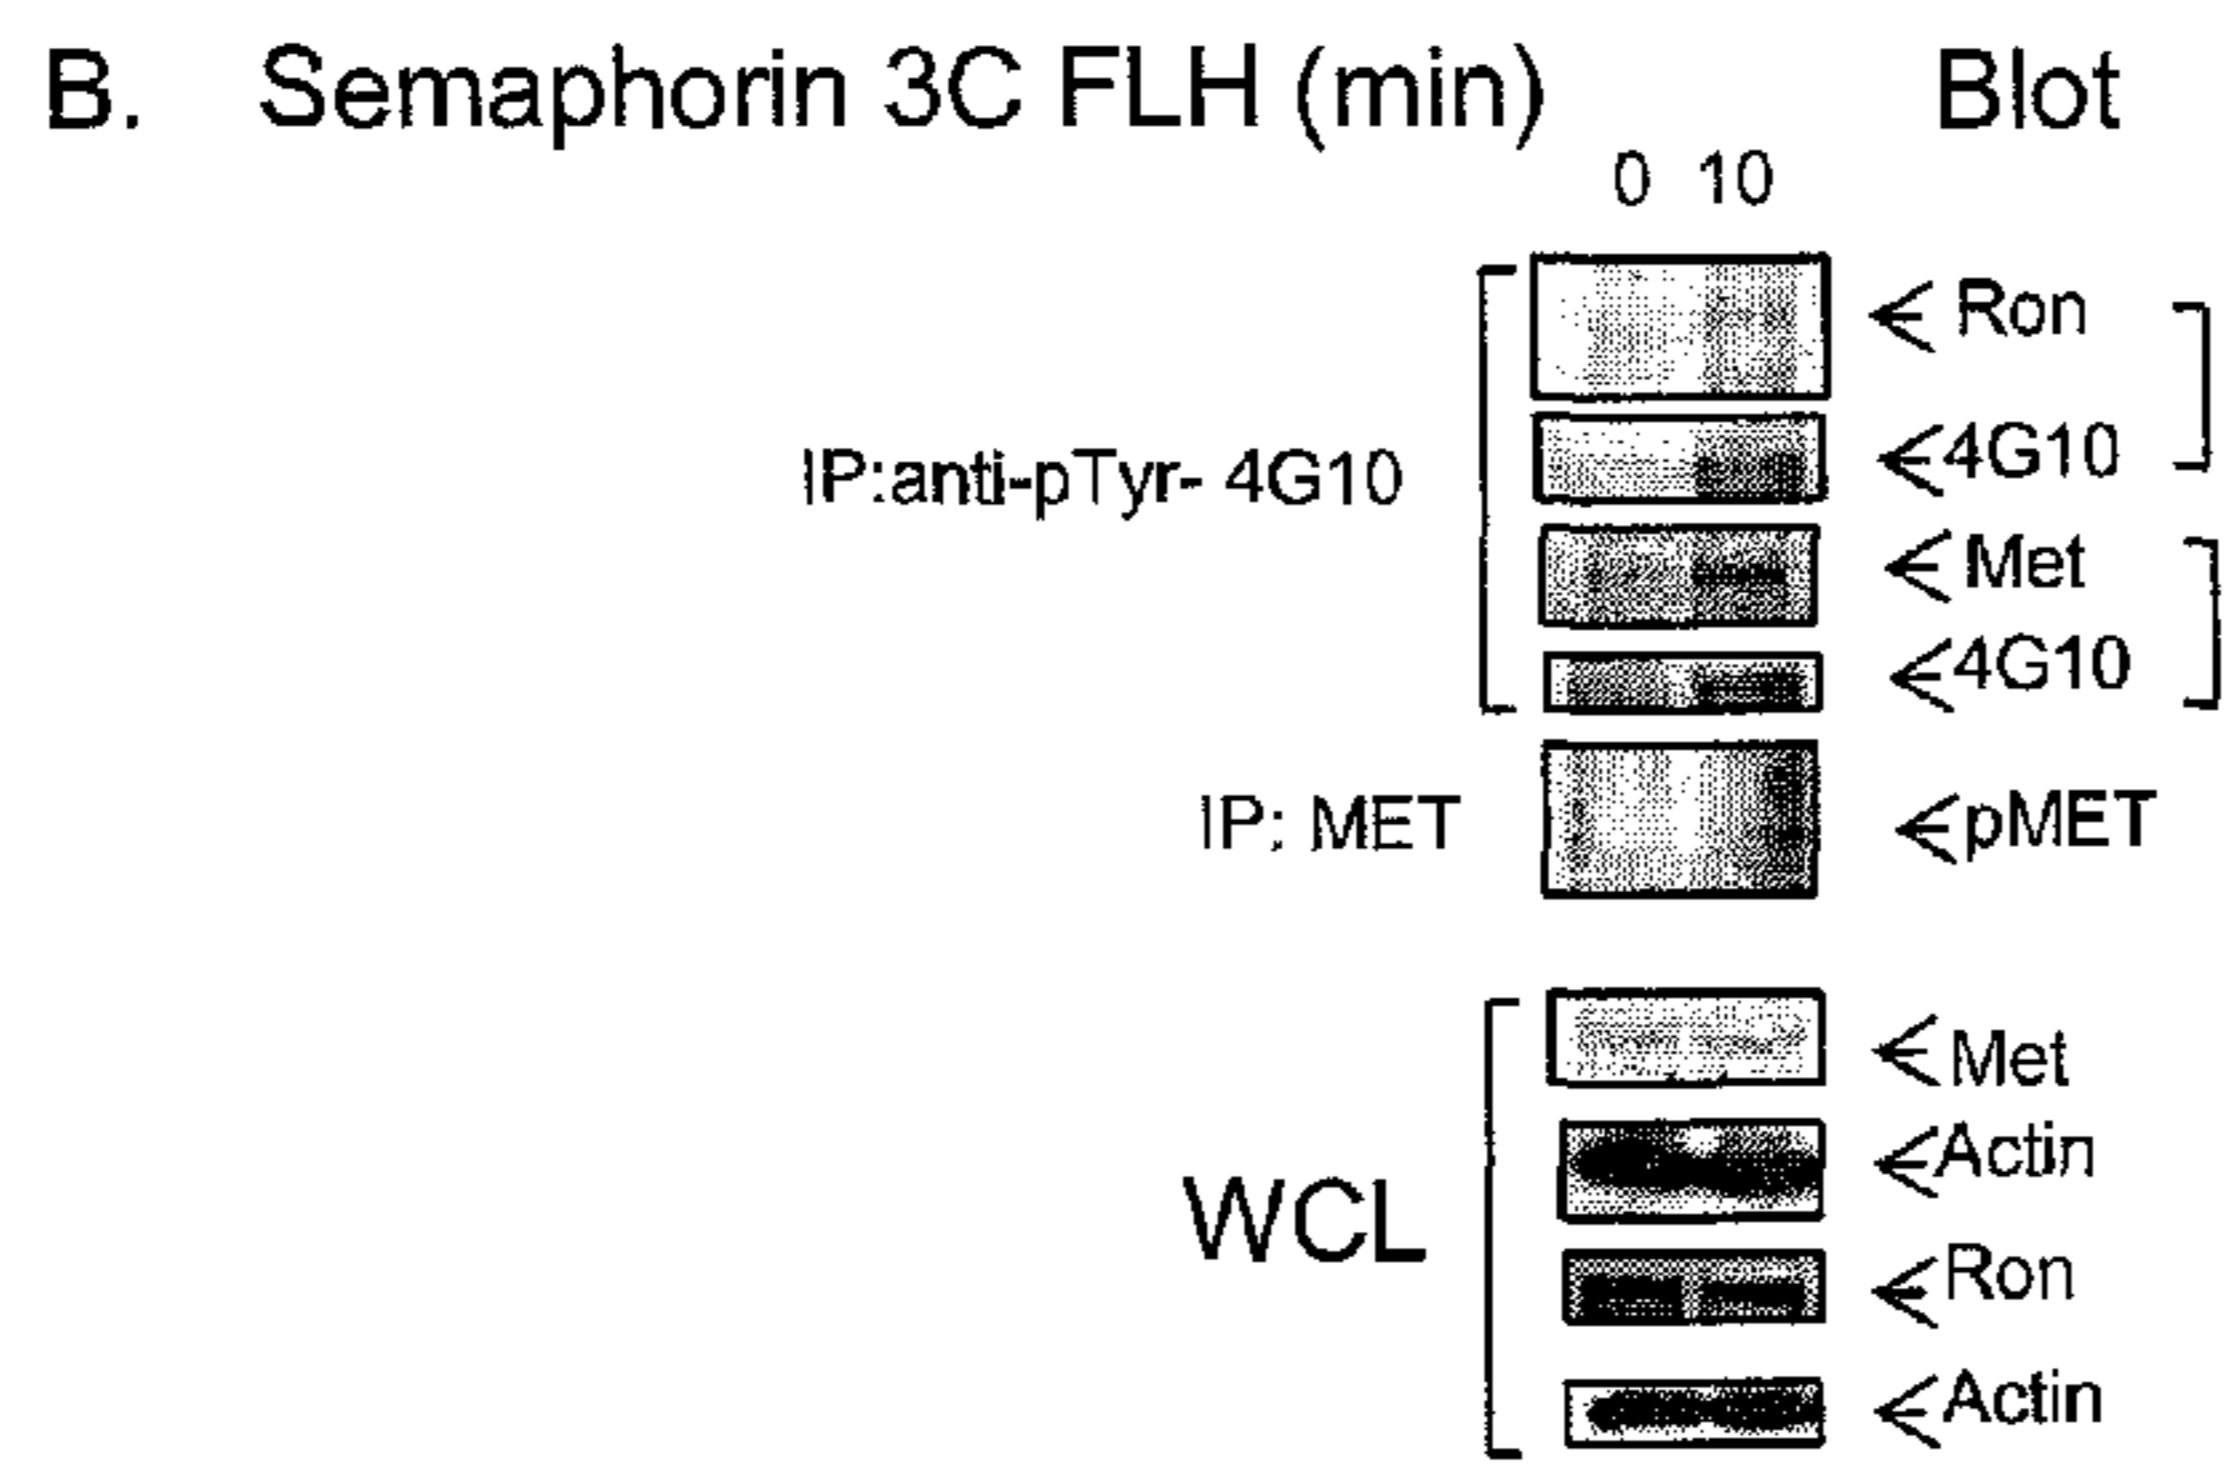 B. Semaphorin 3C FLH (min) Blot
0 10
Ron
IP:anti-pTyr- 4G10
4G10
Met
4G10
IP: MET
pMET
Met
WCL
Actin
Ron
Actin